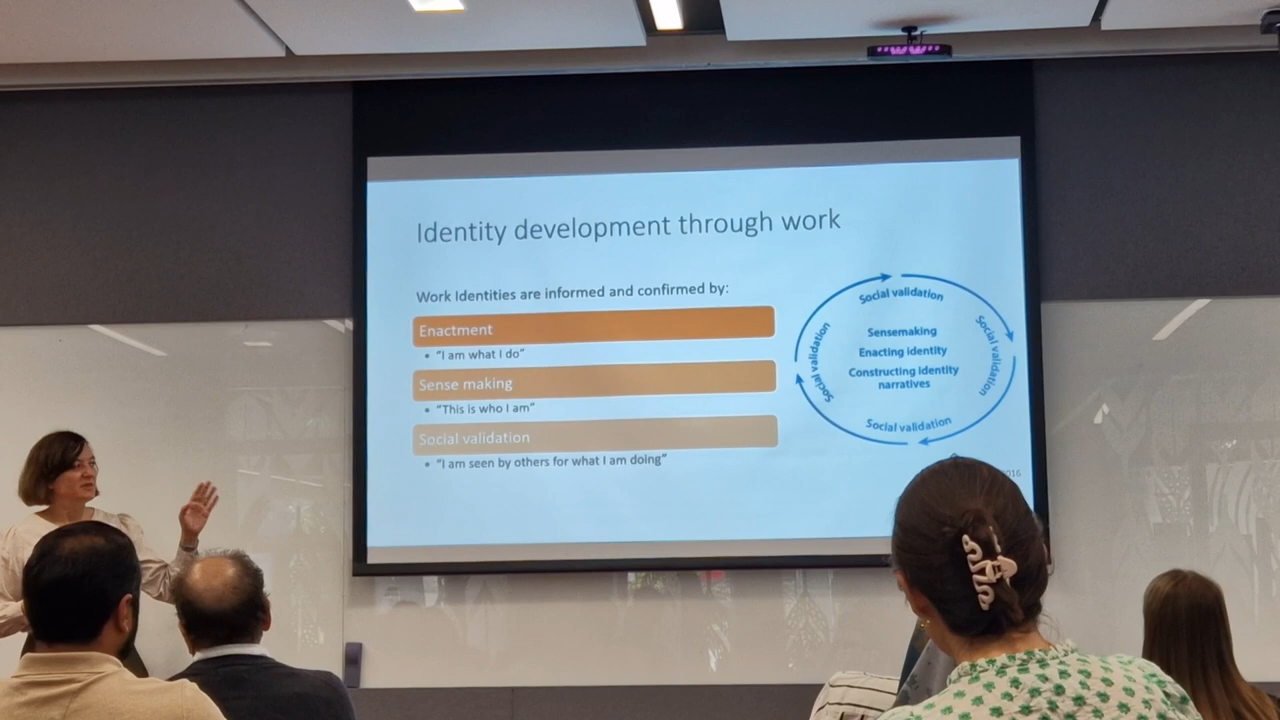 Identity development through work
Work Identities are informed and confirmed by:
Enactment
• "I am what I do"
Sense making
• "This is who I am"
Social validation
• "I am seen by others for what I am doing"
Social validation
Social validation
Social validation
Social validation
Sensemaking
Enacting identity
Constructing identity
narratives